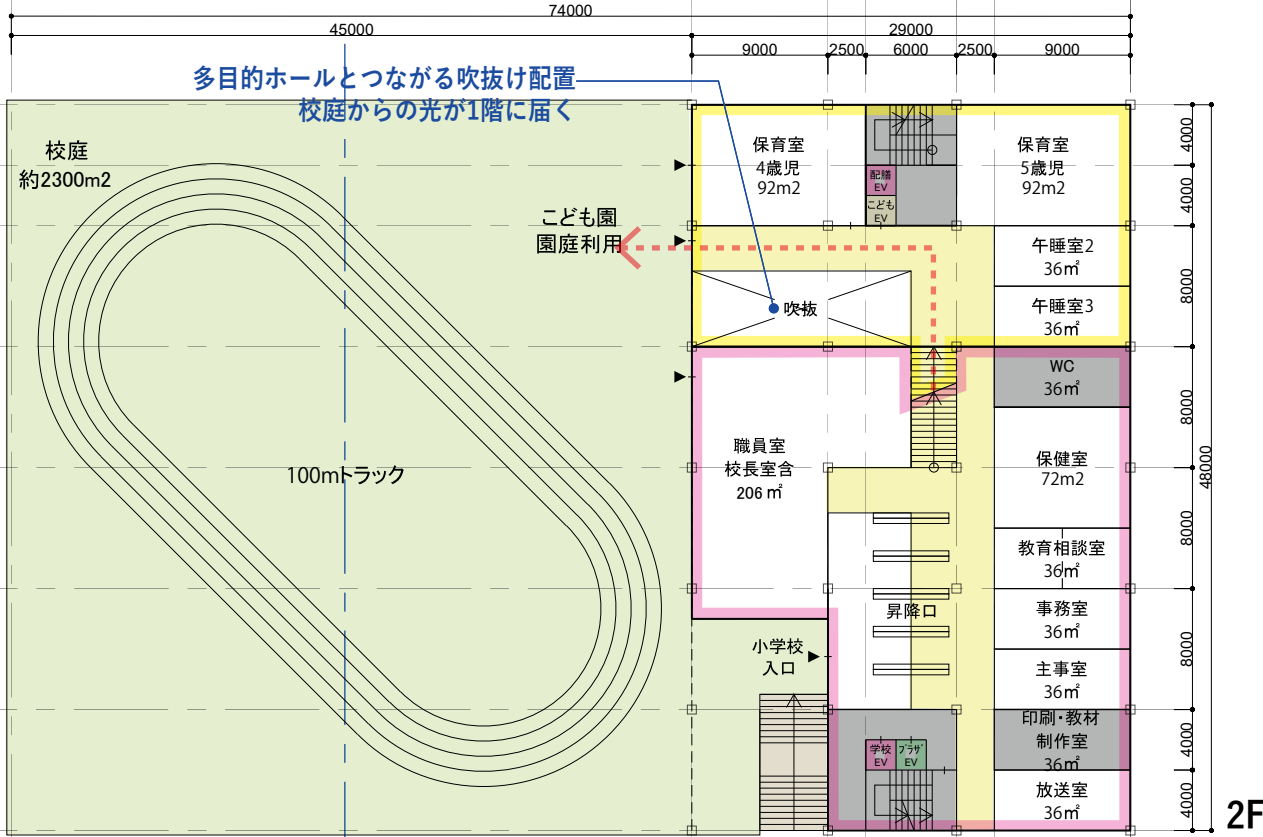 74000
45000
29000
9000
2500
6000
2500
9000
多目的ホールとつながる吹抜け配置
校庭からの光が1階に届く
校庭
約2300m2
保育室
4歳児
92m2
保育室
5歳児
92m2
配膳
EV
こども
EV
こども園
園庭利用
午睡室2
36㎡
午睡室3
36㎡
吹抜
WC
36㎡
職員室
校長室含
206㎡
保健室
72m2
100mトラック
教育相談室
36㎡
昇降口
事務室
36㎡
小学校
入口
主事室
36㎡
印刷・教材
制作室
36㎡
学校
EV
プラザ
EV
放送室
36㎡
4000
4000
8000
8000
48000
8000
8000
4000
4000
2F